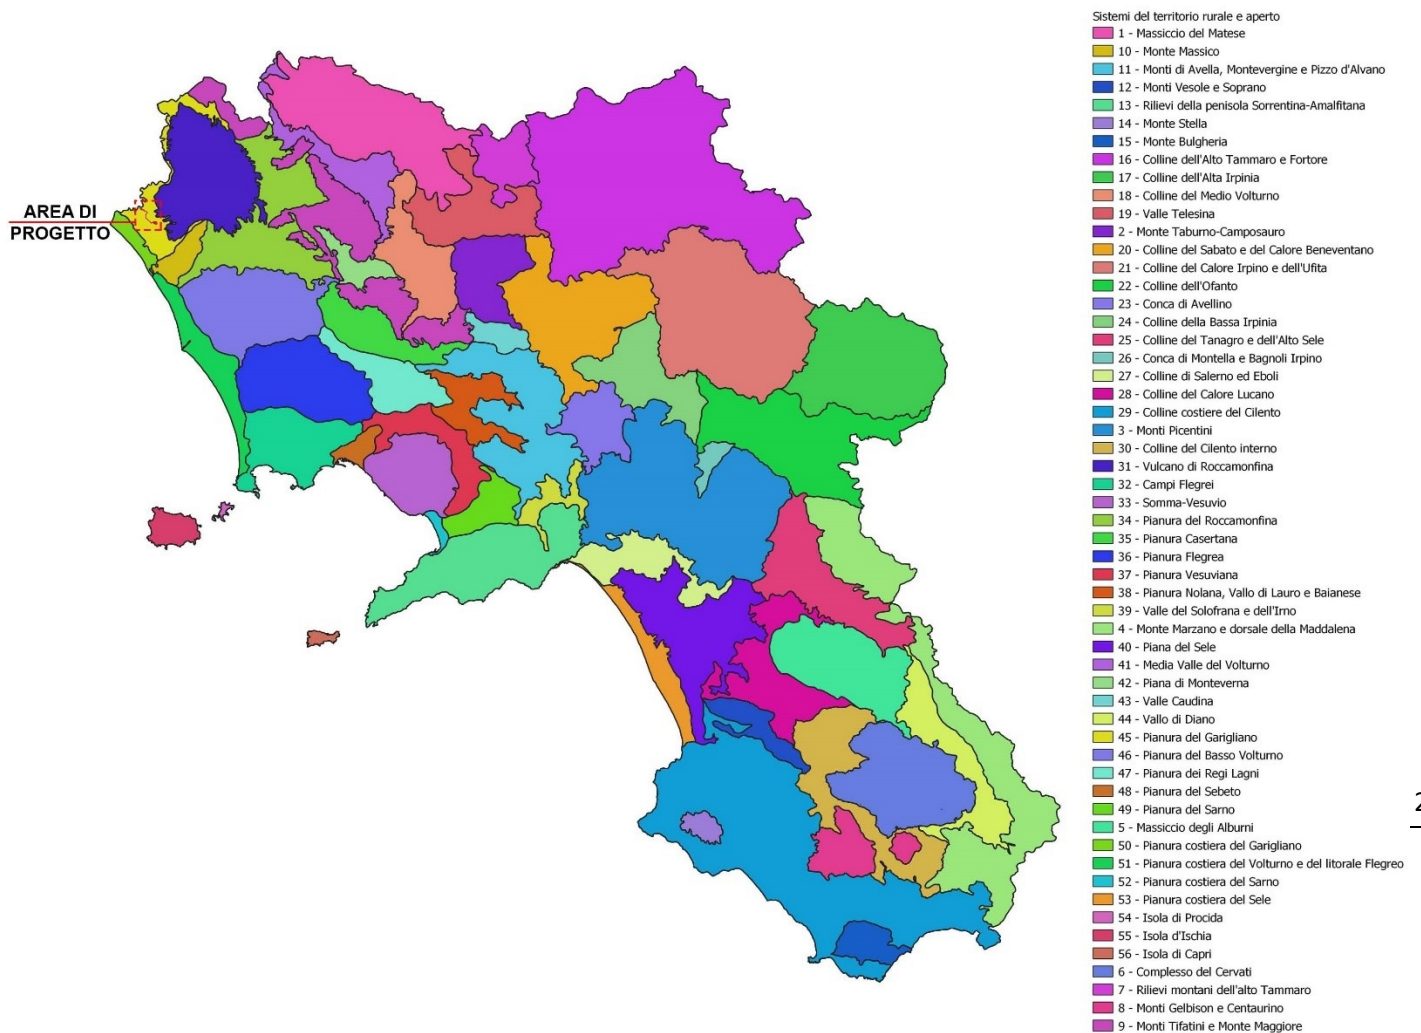 AREA DI
PROGETTO
Sistemi del territorio rurale e aperto
1 - Massiccio del Matese
10 - Monte Massico
11 - Monti di Avella, Montevergine e Pizzo d'Alvano
12 - Monti Vesole e Soprano
13 - Rilievi della penisola Sorrentina-Amalfitana
14 - Monte Stella
15 - Monte Bulgheria
16 - Colline dell'Alto Tammaro e Fortore
17 - Colline dell'Alta Irpinia
18 - Colline del Medio Volturno
19 - Valle Telesina
2 - Monte Taburno-Camposauro
20 - Colline del Sabato e del Calore Beneventano
21 - Colline del Calore Irpino e dell'Ufita
22 - Colline dell'Ofanto
23 - Conca di Avellino
24 - Colline della Bassa Irpinia
25 - Colline del Tanagro e dell'Alto Sele
26 - Conca di Montella e Bagnoli Irpino
27 - Colline di Salerno ed Eboli
28 - Colline del Calore Lucano
29 - Colline costiere del Cilento
3 - Monti Picentini
30 - Colline del Cilento interno
31 - Vulcano di Roccamonfina
32 - Campi Flegrei
33 - Somma-Vesuvio
34 - Pianura del Roccamonfina
35 - Pianura Casertana
36 - Pianura Flegrea
37 - Pianura Vesuviana
38 - Pianura Nolana, Vallo di Lauro e Baianese
39 - Valle del Solofrana e dell'Irno
4 - Monte Marzano e dorsale della Maddalena
40 - Piana del Sele
41 - Media Valle del Volturno
42 - Piana di Monteverna
43 - Valle Caudina
44 - Vallo di Diano
45 - Pianura del Garigliano
46 - Pianura del Basso Volturno
47 - Pianura dei Regi Lagni
48 - Pianura del Sebeto
49 - Pianura del Sarno
5 - Massiccio degli Alburni
50 - Pianura costiera del Garigliano
51 - Pianura costiera del Volturno e del litorale Flegreo
52 - Pianura costiera del Sarno
53 - Pianura costiera del Sele
54 - Isola di Procida
55 - Isola d'Ischia
56 - Isola di Capri
6 - Complesso del Cervati
7 - Rilievi montani dell'alto Tammaro
8 - Monti Gelbison e Centaurino
9 - Monti Tifatini e Monte Maggiore